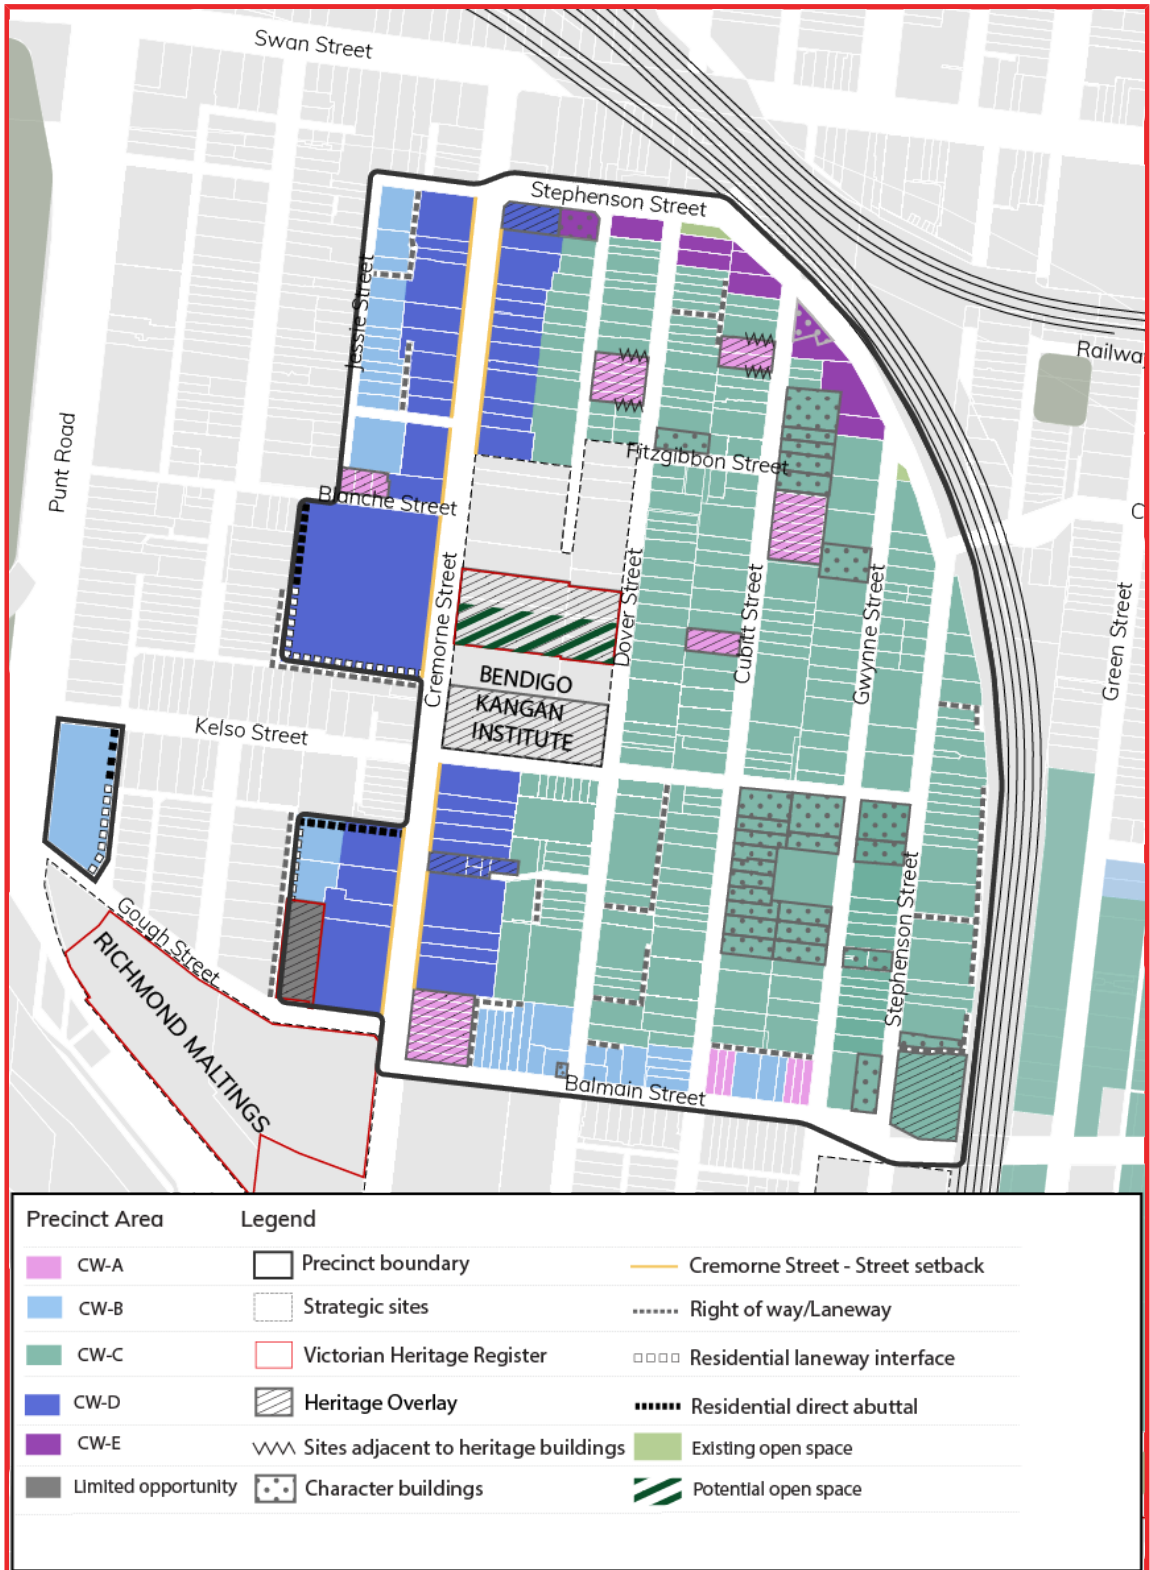 Swan Street
Stephenson Street
Jessie Street
Railwa
Punt Road
Fitzgibbon Street
Blanche Street
C
Cremorne Street
Dover Street
Cubitt Street
Gwynne Street
Green Street
BENDIGO
KANGAN
INSTITUTE
Kelso Street
Stephenson Street
Gough Street
RICHMOND MALTINGS
Balmain Street
Precinct Area
Legend
CW-A
Precinct boundary
Cremorne Street - Street setback
CW-B
Strategic sites
Right of way/Laneway
CW-C
Victorian Heritage Register
Residential laneway interface
CW-D
Heritage Overlay
Residential direct abuttal
CW-E
Sites adjacent to heritage buildings
Existing open space
Limited opportunity
Character buildings
Potential open space